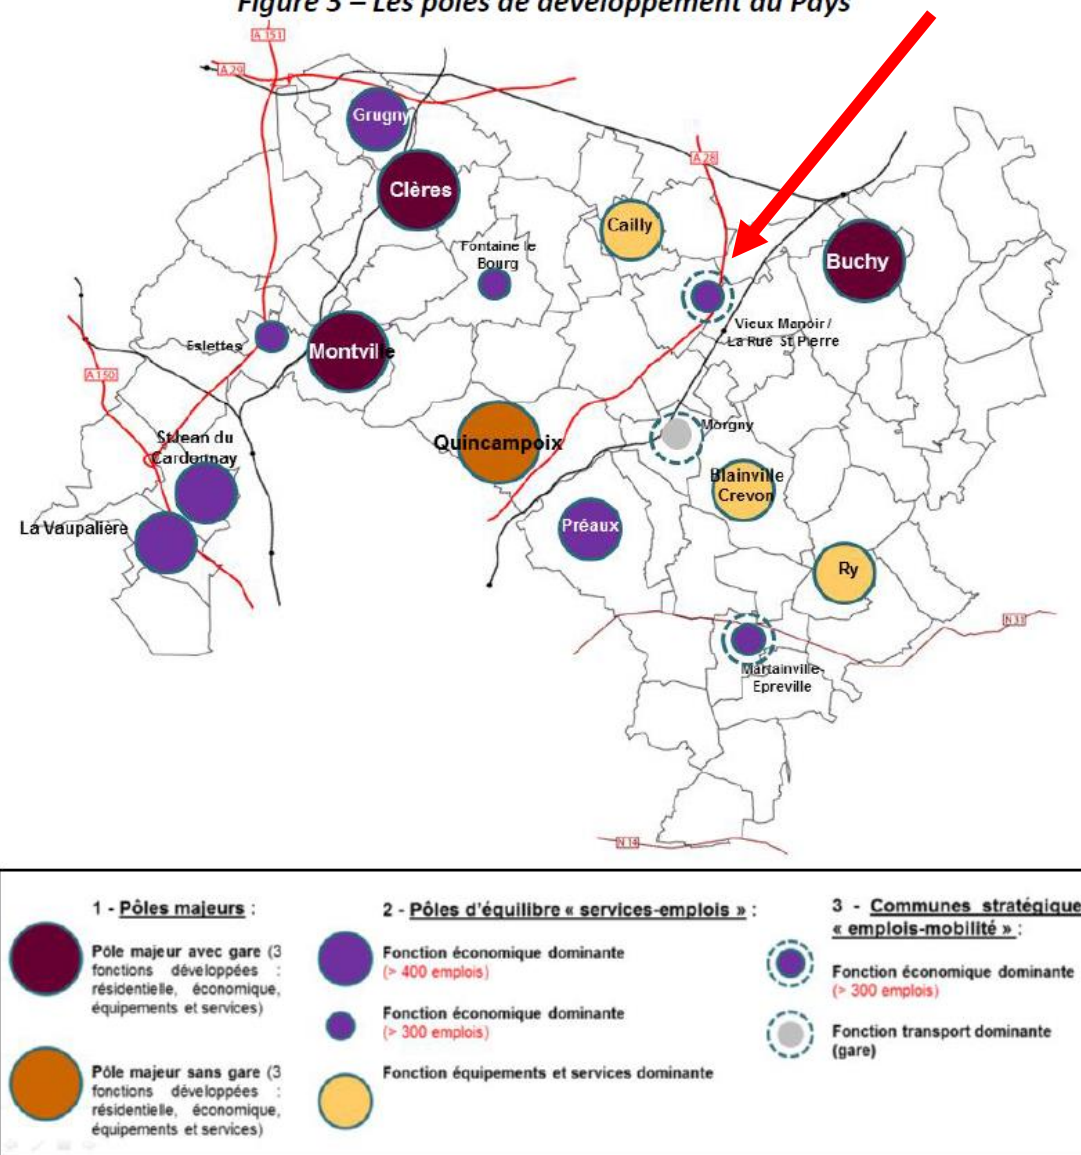 Figure 5 – Les pôles de développement du Pays
A 151
A 29
Grugny
Clères
A 28
Cailly
Fontaine le
Bourg
Buchy
Vieux Manoir /
La Rue St Pierre
Eslettes
Montville
A 150
Quincampoix
Morgny
St Jean du
Cardonnay
Blainville
Crevon
La Vaupalière
Préaux
Ry
N 31
Martainville-
Epreville
N 14
1 - Pôles majeurs :
Pôle majeur avec gare (3
fonctions développées :
résidentielle, économique,
équipements et services)
Pôle majeur sans gare (3
fonctions développées :
résidentielle, économique,
équipements et services)
2 - Pôles d'équilibre « services-emplois » :
Fonction économique dominante
(> 400 emplois)
Fonction économique dominante
(> 300 emplois)
Fonction équipements et services dominante
3 - Communes stratégique
« emplois-mobilité » :
Fonction économique dominante
(> 300 emplois)
Fonction transport dominante
(gare)